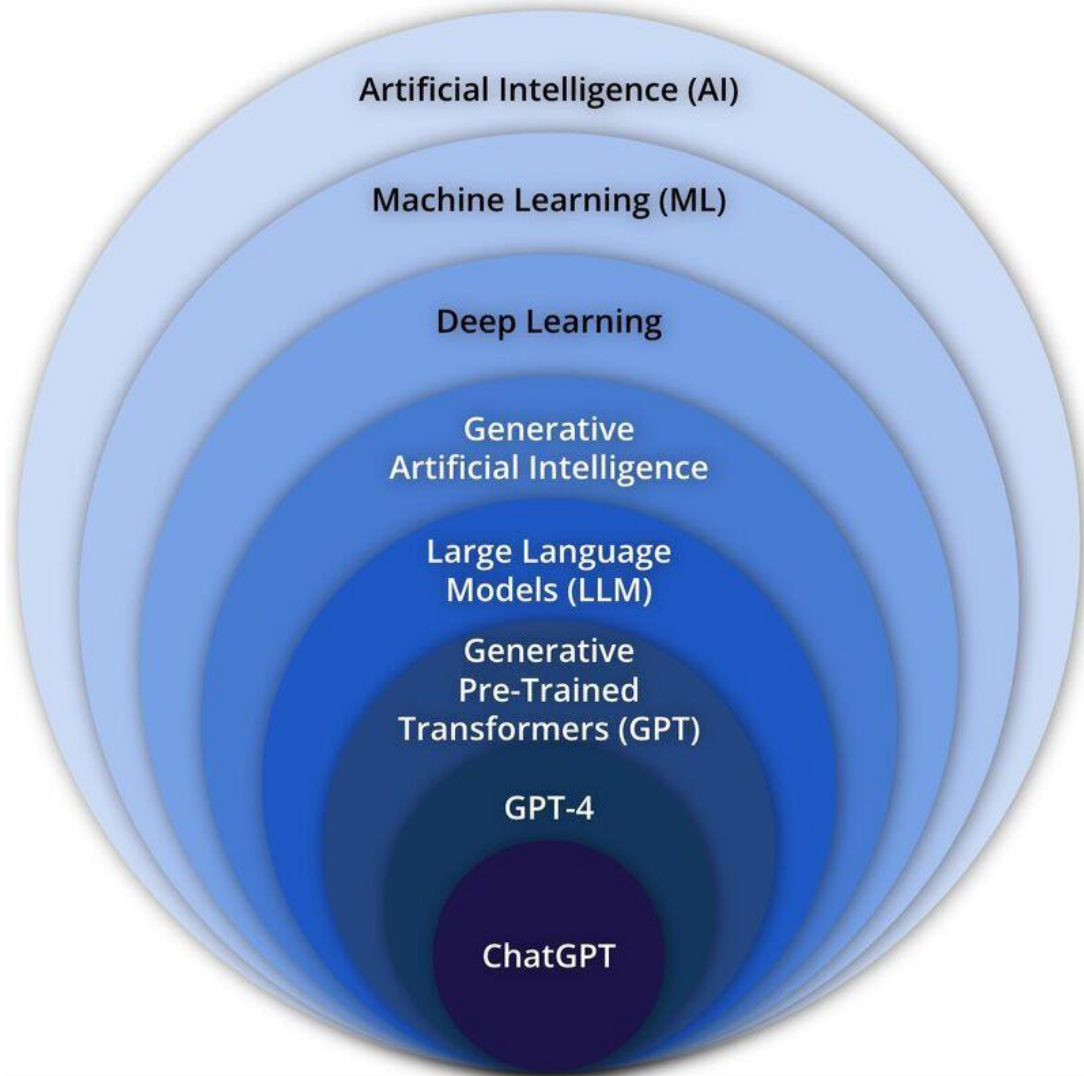 Artificial Intelligence (AI)
Machine Learning (ML)
Deep Learning
Generative
Artificial Intelligence
Large Language
Models (LLM)
Generative
Pre-Trained
Transformers (GPT)
GPT-4
ChatGPT